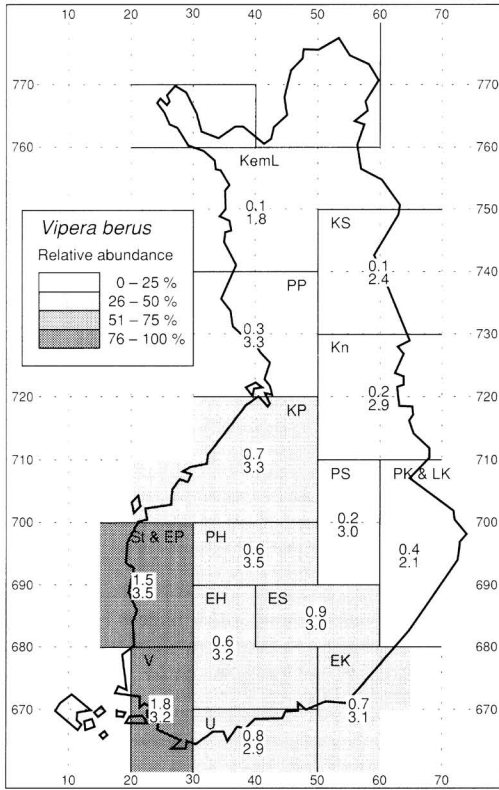 10 20 30 40 50 60 70
770 770
760 760
KemL
0.1
1.8
750
KS
Vipera berus
Relative abundance
0 – 25 %
26 – 50 %
51 – 75 %
76 – 100 %
0.1
2.4
740
PP
0.3
3.3
730
Kn
0.2
2.9
720 720
KP
0.7
3.3
710 710
PS
PK & LK
0.2
3.0
700 700
St & EP
PH
0.6
3.5
0.4
2.1
1.5
3.5
690 690
EH
ES
0.9
3.0
0.6
3.2
680 680
V
EK
1.8
3.2
0.7
3.1
670 670
U
0.8
2.9
10 20 30 40 50 60 70